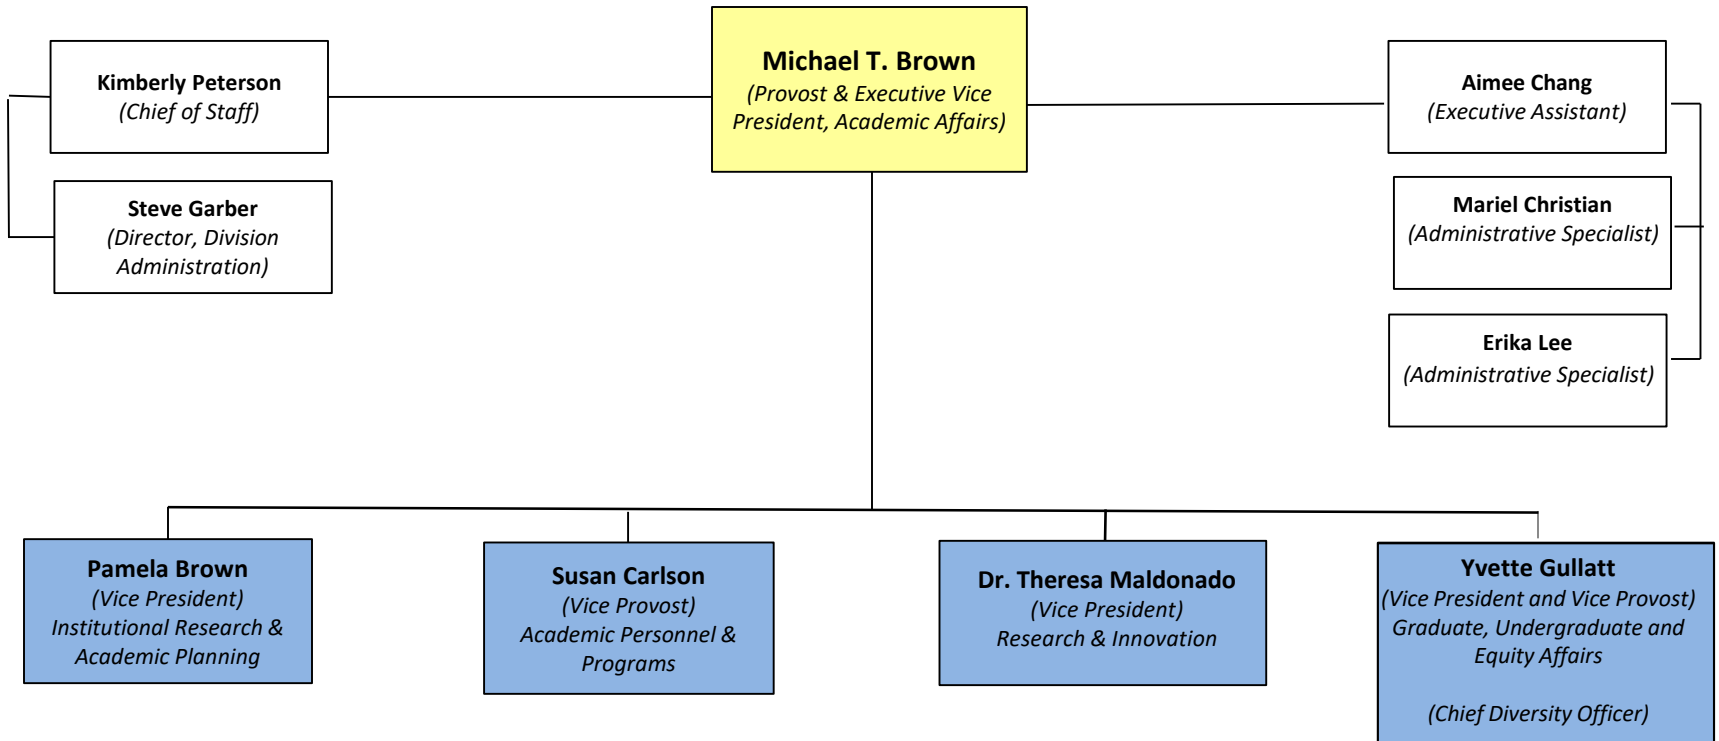 Michael T. Brown
(Provost & Executive Vice
President, Academic Affairs)
Kimberly Peterson
(Chief of Staff)
Steve Garber
(Director, Division
Administration)
Aimee Chang
(Executive Assistant)
Mariel Christian
(Administrative Specialist)
Erika Lee
(Administrative Specialist)
Pamela Brown
(Vice President)
Institutional Research &
Academic Planning
Susan Carlson
(Vice Provost)
Academic Personnel &
Programs
Dr. Theresa Maldonado
(Vice President)
Research & Innovation
Yvette Gullatt
(Vice President and Vice Provost)
Graduate, Undergraduate and
Equity Affairs
(Chief Diversity Officer)